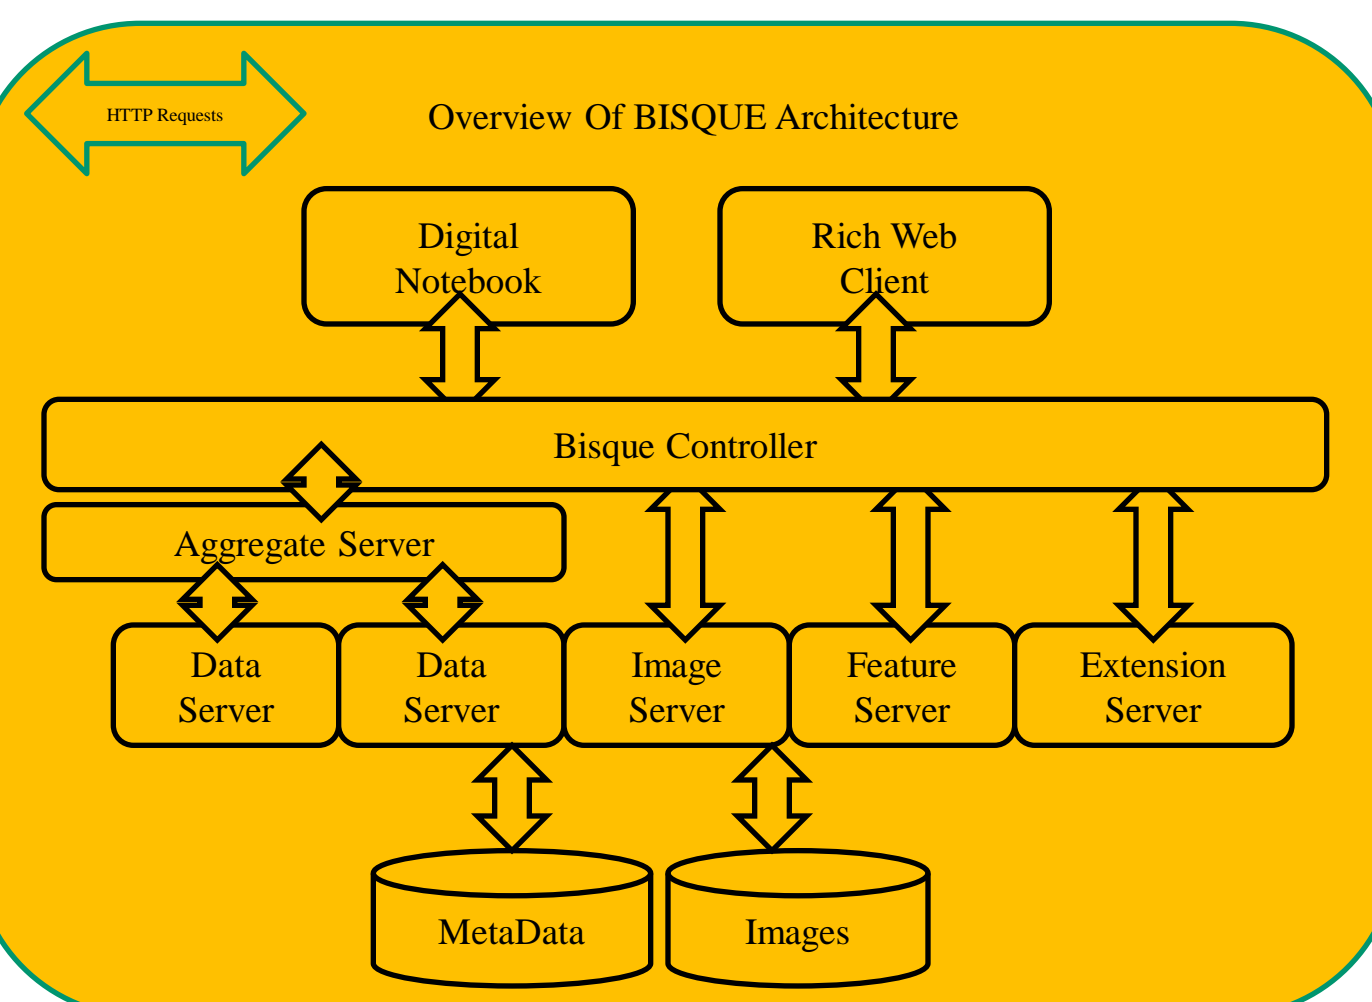 HTTP Requests
Overview Of BISQUE Architecture
Digital
Notebook
Rich Web
Client
Bisque Controller
Aggregate Server
Data
Server
Data
Server
Image
Server
Feature
Server
Extension
Server
MetaData
Images